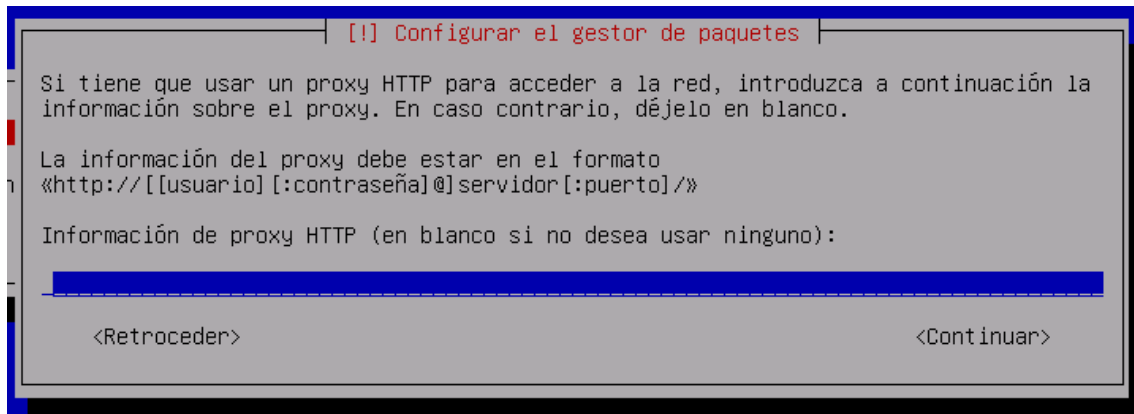 [!] Configurar el gestor de paquetes
Si tiene que usar un proxy HTTP para acceder a la red, introduzca a continuación la
información sobre el proxy. En caso contrario, déjelo en blanco.
La información del proxy debe estar en el formato
«http://[[usuario][:contraseña]@]servidor[:puerto]/»
Información de proxy HTTP (en blanco si no desea usar ninguno):
<Retroceder>
<Continuar>